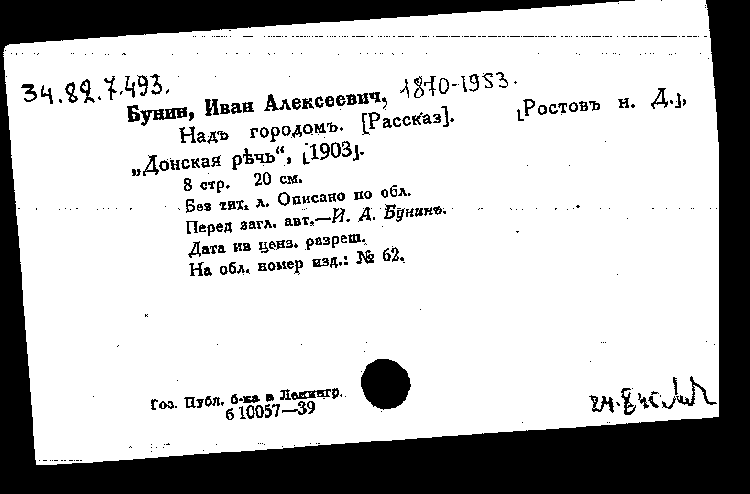 34.82.7.493.
Бунин, Иван Алексеевич, 1870-1953.
Надъ городомъ. [Рассказ]. [Ростовъ н. Д.],
„Донская рѣчь“, [1903].
8 стр. 20 см.
Без тит. л. Описано по обл.
Перед загл. авт.—И. А. Бунинъ.
Дата из ценз. разреш.
На обл. номер изд.: № 62.
Гос. Публ. б-ка в Ленингр.
б 10057—39